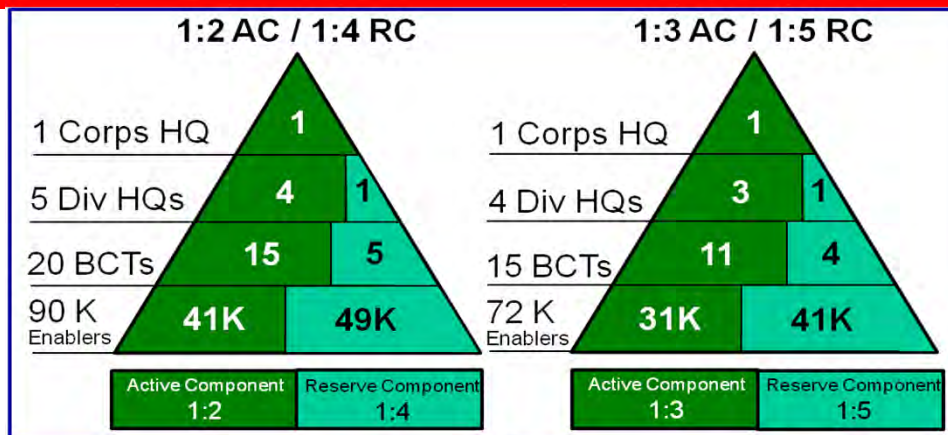 1:2 AC / 1:4 RC
1 Corps HQ
1
5 Div HQs
4
1
20 BCTs
15
5
90 K
Enablers
41K
49K
Active Component
1:2
Reserve Component
1:4
1:3 AC / 1:5 RC
1 Corps HQ
1
4 Div HQs
3
1
15 BCTs
11
4
72 K
Enablers
31K
41K
Active Component
1:3
Reserve Component
1:5